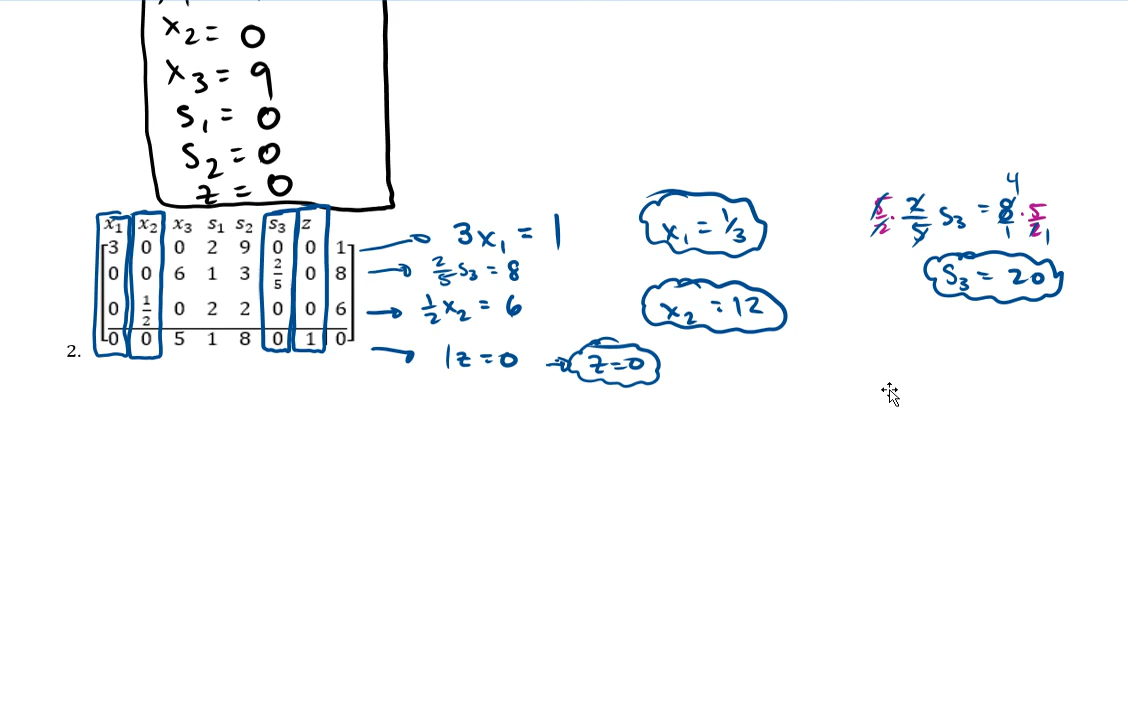 x₂ = 0
x₃ = 9
s₁ = 0
s₂ = 0
z = 0
x₁ x₂ x₃ s₁ s₂ s₃ z
3 0 0 2 9 0 0 1 → 3x₁ = 1
0 0 6 1 3 2/5 0 8 → 2/5 s₃ = 8
0 1/2 0 2 2 0 0 6 → 1/2 x₂ = 6
0 0 5 1 8 0 1 0 → 1z = 0 → z = 0
2.
x₁ = 1/3
x₂ = 12
4
5/2 · 2/5 s₃ = 8/1 · 5/2 1
s₃ = 20